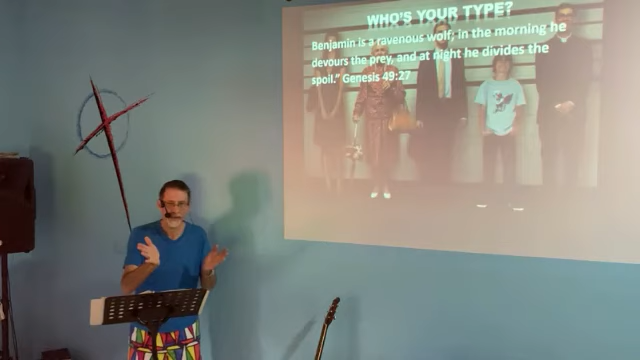 WHO'S YOUR TYPE?
Benjamin is a ravenous wolf; in the morning he
devours the prey, and at night he divides the
spoil.” Genesis 49:27